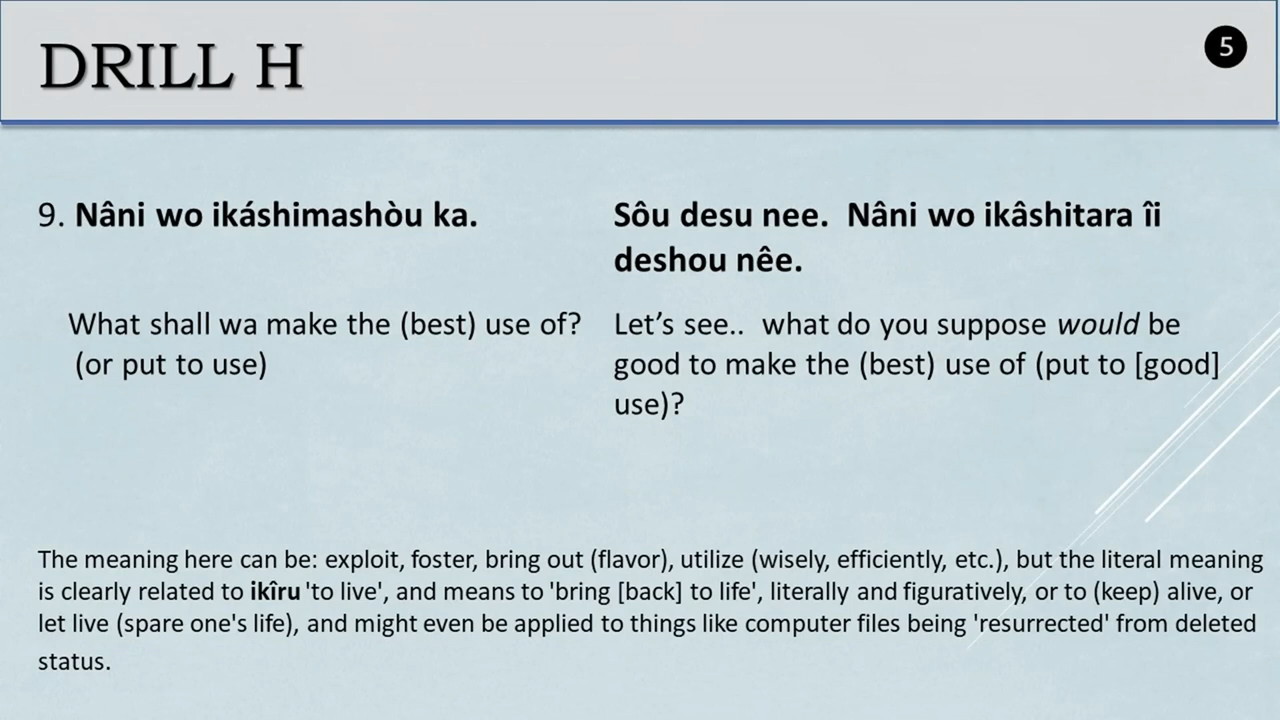 DRILL H
5
9. Nâni wo ikáshimashòu ka.
What shall wa make the (best) use of?
(or put to use)
Sôu desu nee. Nâni wo ikâshitara îi
deshou nêe.
Let’s see.. what do you suppose would be
good to make the (best) use of (put to [good]
use)?
The meaning here can be: exploit, foster, bring out (flavor), utilize (wisely, efficiently, etc.), but the literal meaning
is clearly related to ikîru 'to live', and means to 'bring [back] to life', literally and figuratively, or to (keep) alive, or
let live (spare one's life), and might even be applied to things like computer files being 'resurrected' from deleted
status.